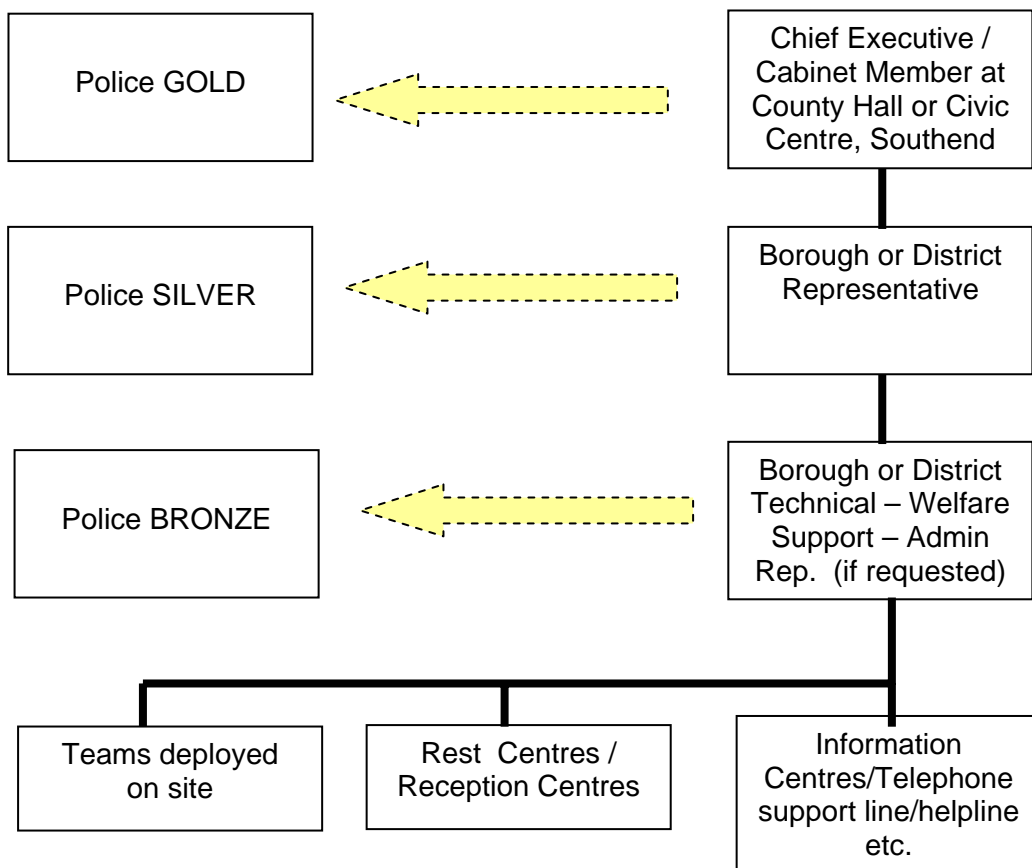 Police GOLD
Chief Executive /
Cabinet Member at
County Hall or Civic
Centre, Southend
Police SILVER
Borough or District
Representative
Police BRONZE
Borough or District
Technical – Welfare
Support – Admin
Rep.  (if requested)
Teams deployed
on site
Rest  Centres /
Reception Centres
Information
Centres/Telephone
support line/helpline
etc.